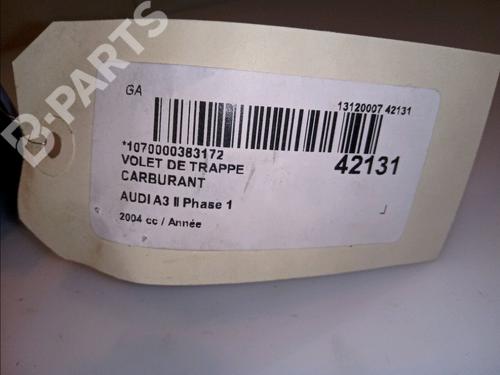 GA
13120007 42131
*1070000383172
42131
VOLET DE TRAPPE
CARBURANT
AUDI A3 II Phase 1
2004 cc / Année
B-PARTS